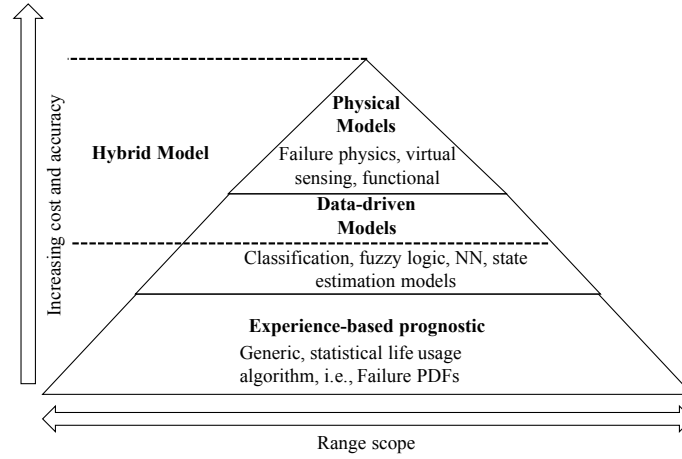 Increasing cost and accuracy
Hybrid Model
Physical
Models
Failure physics, virtual
sensing, functional
Data-driven
Models
Classification, fuzzy logic, NN, state
estimation models
Experience-based prognostic
Generic, statistical life usage
algorithm, i.e., Failure PDFs
Range scope